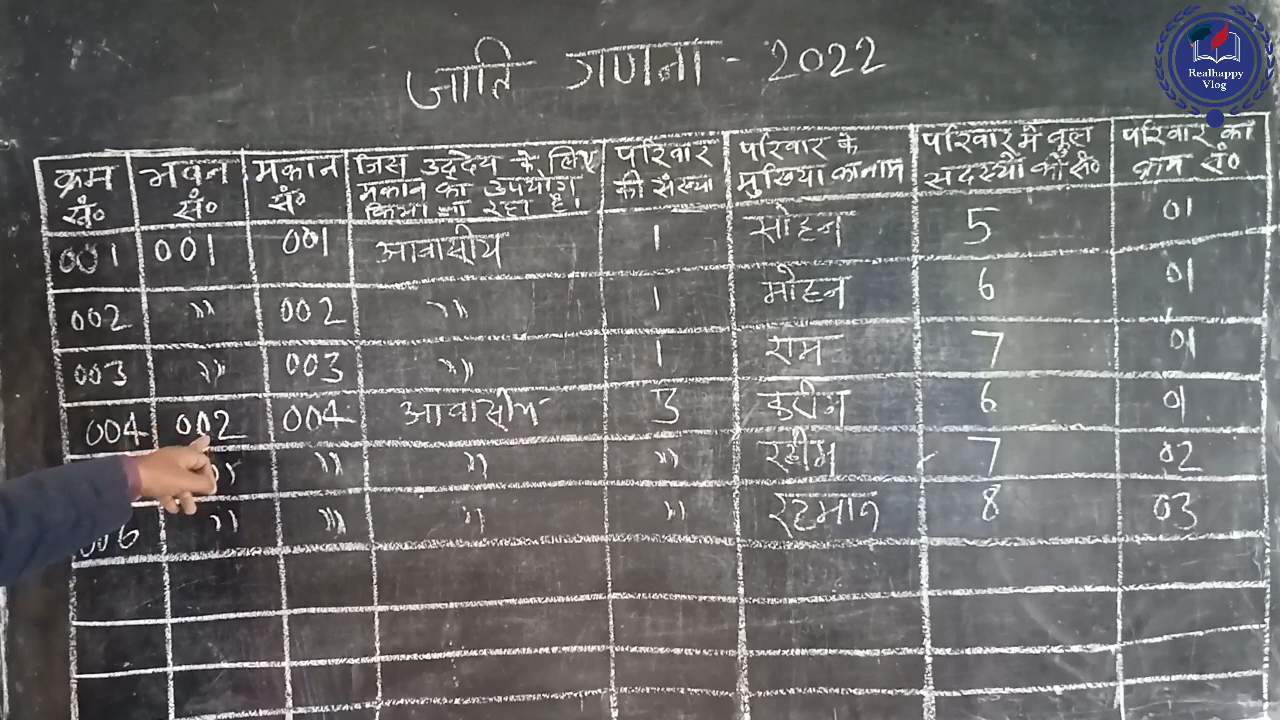 जाति गणना - 2022
Realhappy
Vlog
क्रम सं० भवन सं० मकान सं० जिस उद्देश्य के लिए मकान का उपयोग किया जा रहा है। परिवार की संख्या परिवार के मुखिया का नाम परिवार में कुल सदस्यों की सं० परिवार का क्रम सं०
001 001 001 आवासीय 1 सोहन 5 01
002 " 002 " 1 मोहन 6 01
003 " 003 " 1 राम 7 01
004 002 004 आवासीय 3 करीम 6 01
" " " " रहीम 7 02
006 " " " " रहमान 8 03